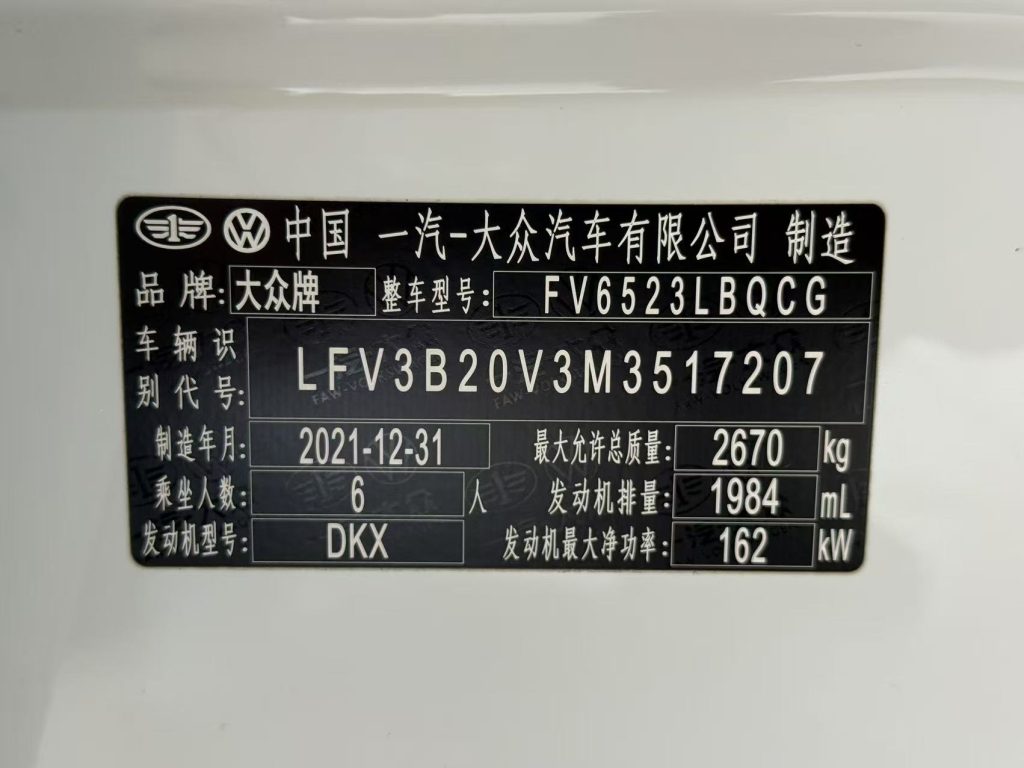 中国 一汽-大众汽车有限公司 制造
品牌: 大众牌 整车型号: FV6523LBQCG
车辆识别代号: LFV3B20V3M3517207
制造年月: 2021-12-31 最大允许总质量: 2670 kg
乘坐人数: 6 人 发动机排量: 1984 mL
发动机型号: DKX 发动机最大净功率: 162 kW